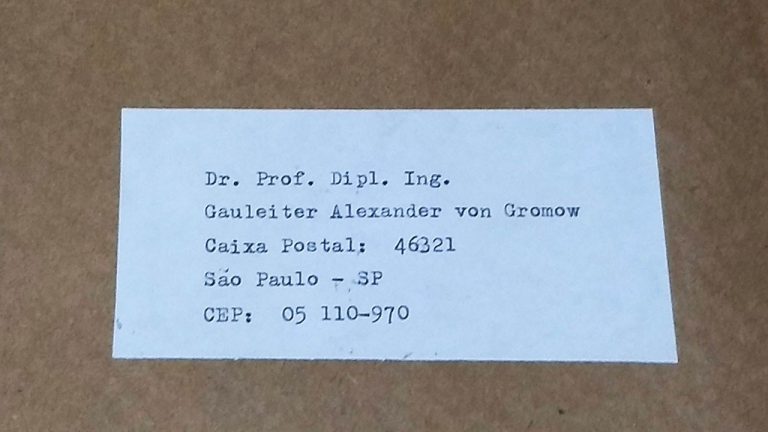 Dr. Prof. Dipl. Ing.
Gauleiter Alexander von Gromow
Caixa Postal: 46321
São Paulo - SP
CEP: 05 110-970